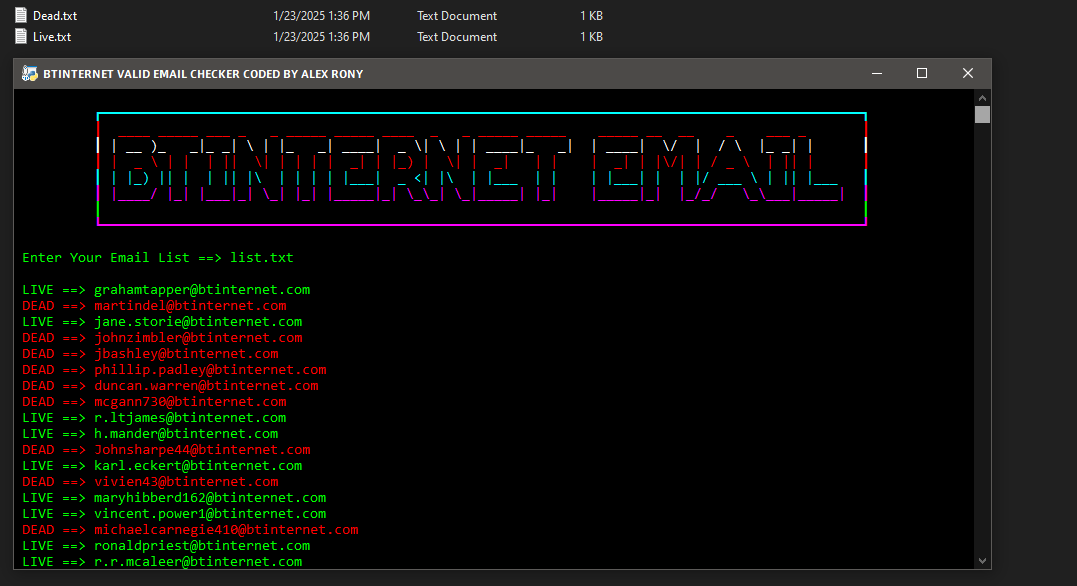 Dead.txt 1/23/2025 1:36 PM Text Document 1 KB
Live.txt 1/23/2025 1:36 PM Text Document 1 KB
BTINTERNET VALID EMAIL CHECKER CODED BY ALEX RONY
BTINTERNET EMAIL
Enter Your Email List ==> list.txt
LIVE ==> grahamtapper@btinternet.com
DEAD ==> martindel@btinternet.com
LIVE ==> jane.storie@btinternet.com
DEAD ==> johnzimbler@btinternet.com
DEAD ==> jbashley@btinternet.com
DEAD ==> phillip.padley@btinternet.com
DEAD ==> duncan.warren@btinternet.com
DEAD ==> mcgann730@btinternet.com
LIVE ==> r.ltjames@btinternet.com
LIVE ==> h.mander@btinternet.com
DEAD ==> Johnsharpe44@btinternet.com
LIVE ==> karl.eckert@btinternet.com
DEAD ==> vivien43@btinternet.com
LIVE ==> maryhibberd162@btinternet.com
LIVE ==> vincent.power1@btinternet.com
DEAD ==> michaelcarnegie410@btinternet.com
LIVE ==> ronaldpriest@btinternet.com
LIVE ==> r.r.mcaleer@btinternet.com